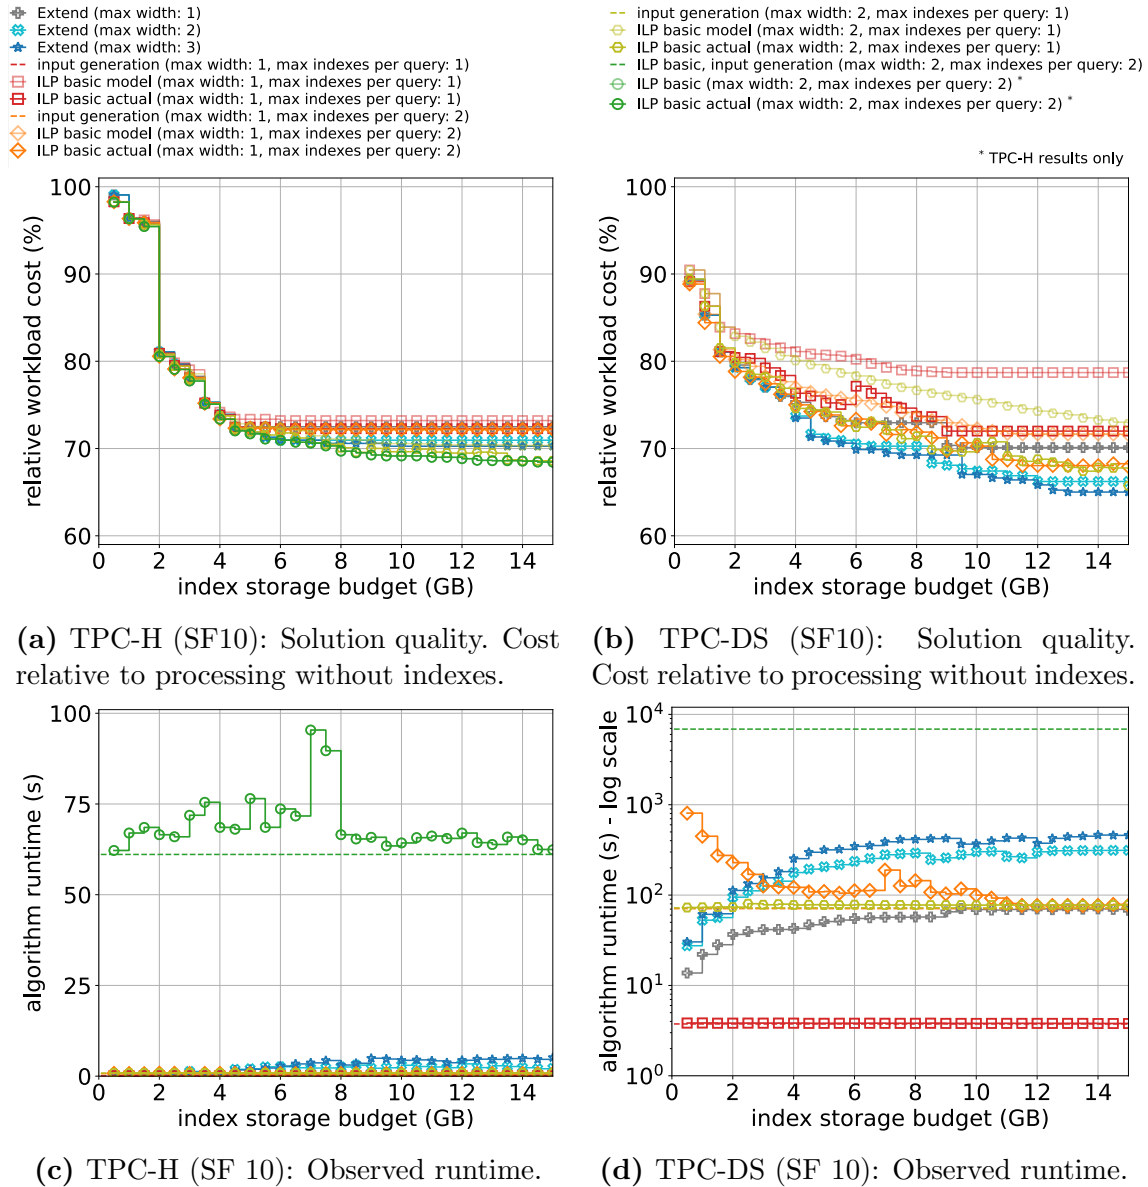 Extend (max width: 1)
Extend (max width: 2)
Extend (max width: 3)
input generation (max width: 1, max indexes per query: 1)
ILP basic model (max width: 1, max indexes per query: 1)
ILP basic actual (max width: 1, max indexes per query: 1)
input generation (max width: 1, max indexes per query: 2)
ILP basic model (max width: 1, max indexes per query: 2)
ILP basic actual (max width: 1, max indexes per query: 2)
input generation (max width: 2, max indexes per query: 1)
ILP basic model (max width: 2, max indexes per query: 1)
ILP basic actual (max width: 2, max indexes per query: 1)
ILP basic, input generation (max width: 2, max indexes per query: 2)
ILP basic (max width: 2, max indexes per query: 2) *
ILP basic actual (max width: 2, max indexes per query: 2) *
* TPC-H results only
relative workload cost (%)
100
90
80
70
60
0 2 4 6 8 10 12 14
index storage budget (GB)
relative workload cost (%)
100
90
80
70
60
0 2 4 6 8 10 12 14
index storage budget (GB)
(a) TPC-H (SF10): Solution quality. Cost
relative to processing without indexes.
(b) TPC-DS (SF10): Solution quality.
Cost relative to processing without indexes.
algorithm runtime (s)
100
75
50
25
0
0 2 4 6 8 10 12 14
index storage budget (GB)
algorithm runtime (s) - log scale
10⁴
10³
10²
10¹
10⁰
0 2 4 6 8 10 12 14
index storage budget (GB)
(c) TPC-H (SF 10): Observed runtime.
(d) TPC-DS (SF 10): Observed runtime.